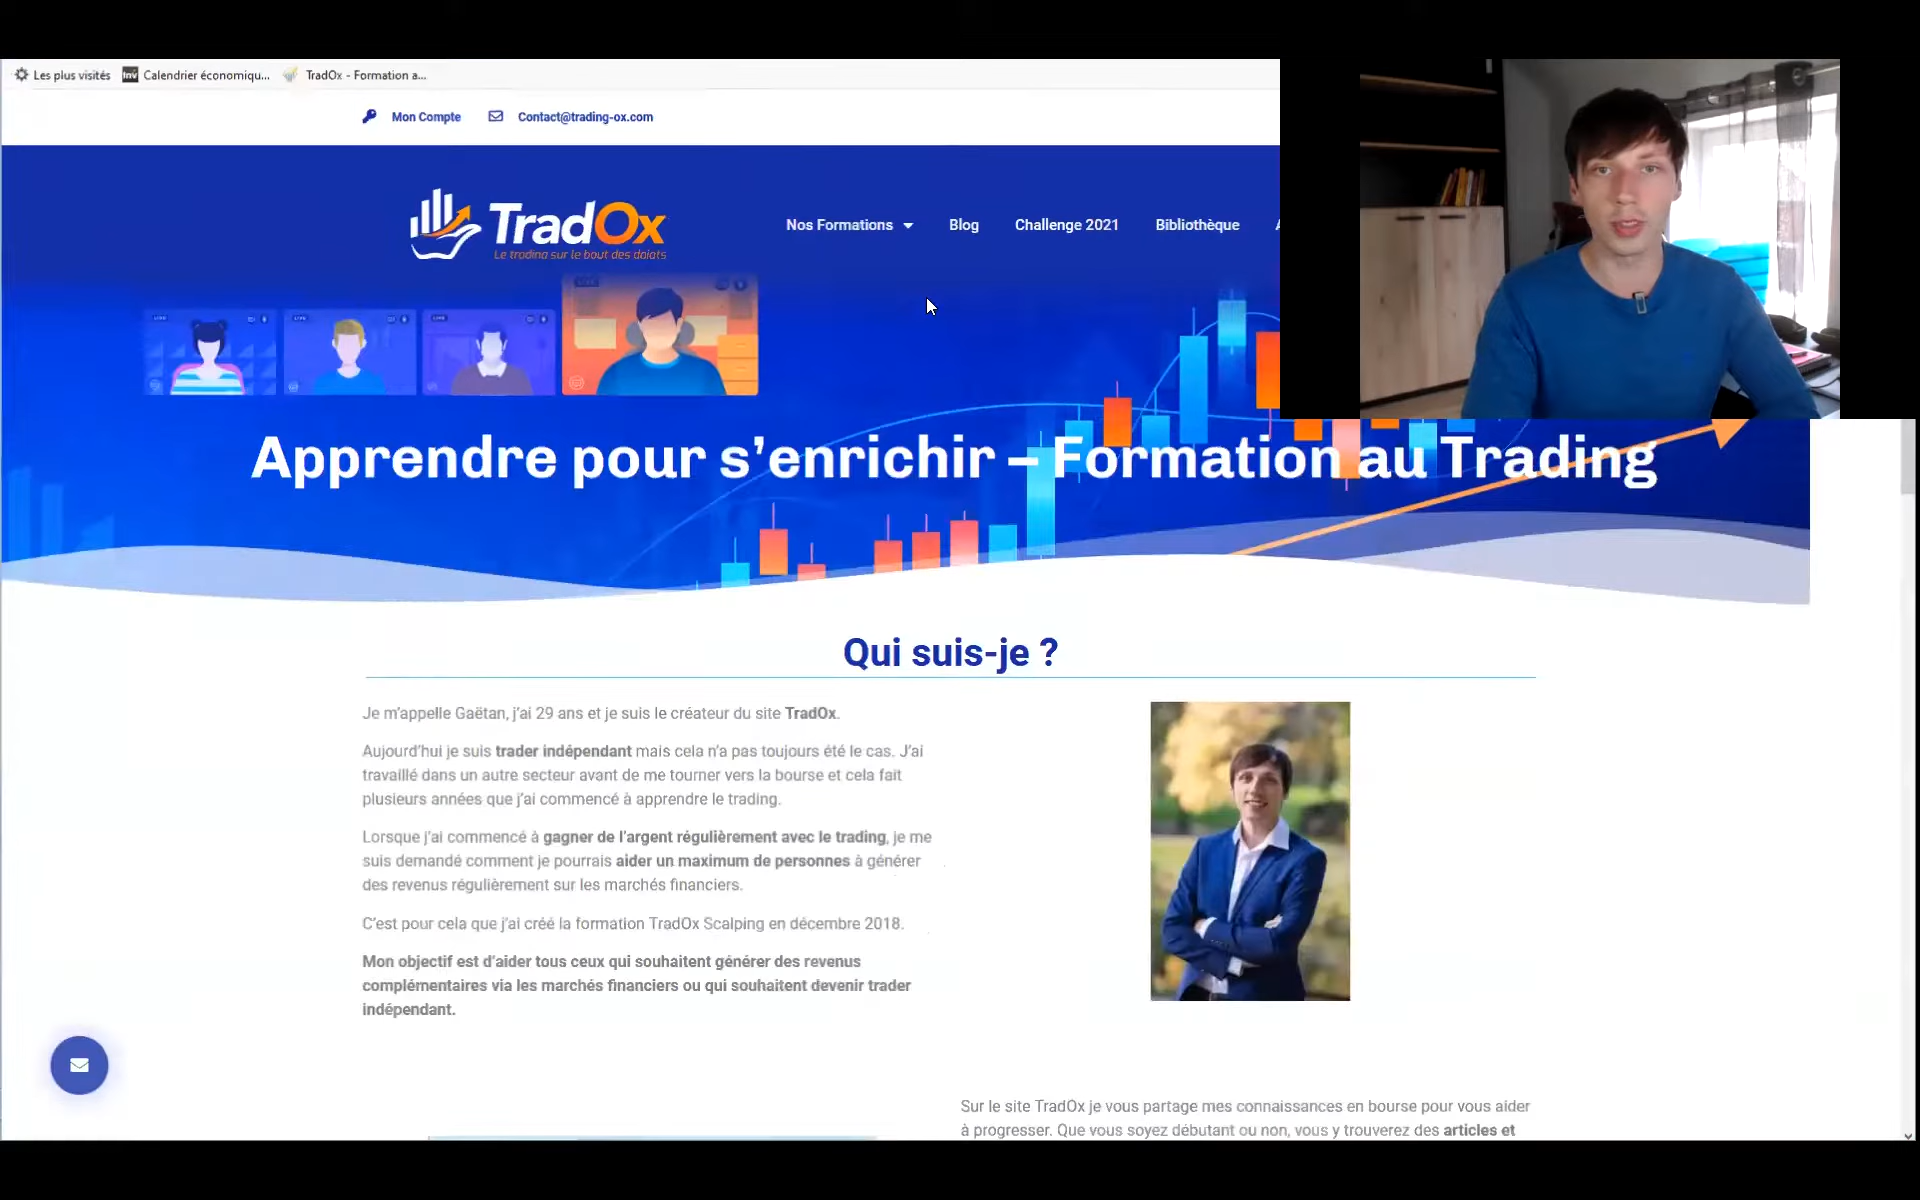 Les plus visités Calendrier économiqu... TradOx - Formation a...
Mon Compte Contact@trading-ox.com
TradOx
Le trading sur le bout des doigts
Nos Formations Blog Challenge 2021 Bibliothèque
Apprendre pour s'enrichir – Formation au Trading
Qui suis-je ?
Je m'appelle Gaëtan, j'ai 29 ans et je suis le créateur du site TradOx.
Aujourd'hui je suis trader indépendant mais cela n'a pas toujours été le cas. J'ai
travaillé dans un autre secteur avant de me tourner vers la bourse et cela fait
plusieurs années que j'ai commencé à apprendre le trading.
Lorsque j'ai commencé à gagner de l'argent régulièrement avec le trading, je me
suis demandé comment je pourrais aider un maximum de personnes à générer
des revenus régulièrement sur les marchés financiers.
C'est pour cela que j'ai créé la formation TradOx Scalping en décembre 2018.
Mon objectif est d'aider tous ceux qui souhaitent générer des revenus
complémentaires via les marchés financiers ou qui souhaitent devenir trader
indépendant.
Sur le site TradOx je vous partage mes connaissances en bourse pour vous aider
à progresser. Que vous soyez débutant ou non, vous y trouverez des articles et